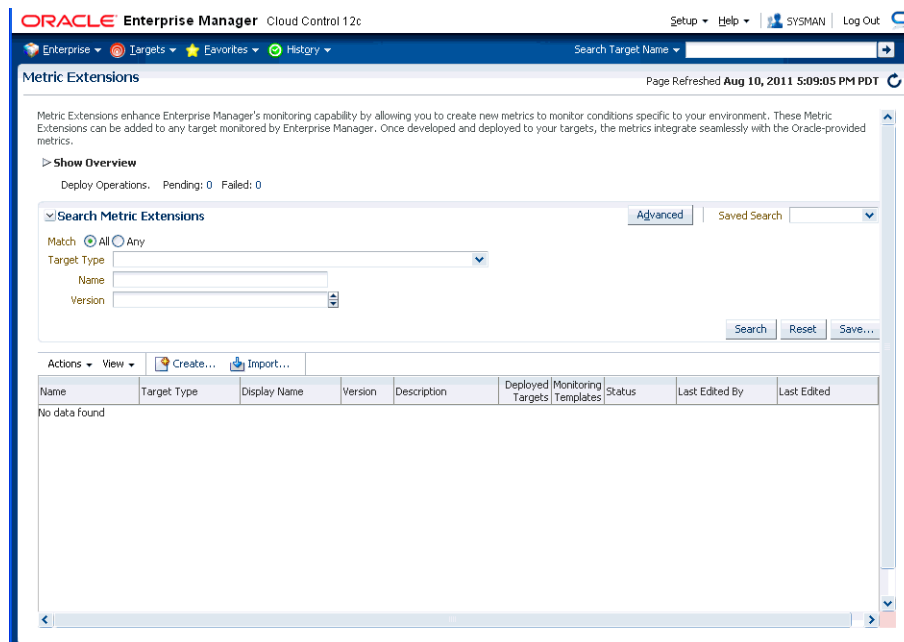 ORACLE Enterprise Manager Cloud Control 12c Setup Help SYSMAN Log Out
Enterprise Targets Favorites History Search Target Name
Metric Extensions
Page Refreshed Aug 10, 2011 5:09:05 PM PDT
Metric Extensions enhance Enterprise Manager's monitoring capability by allowing you to create new metrics to monitor conditions specific to your environment. These Metric
Extensions can be added to any target monitored by Enterprise Manager. Once developed and deployed to your targets, the metrics integrate seamlessly with the Oracle-provided
metrics.
Show Overview
Deploy Operations. Pending: 0 Failed: 0
Search Metric Extensions Advanced Saved Search
Match All Any
Target Type
Name
Version
Search Reset Save...
Actions View Create... Import...
Name Target Type Display Name Version Description Deployed Targets Monitoring Templates Status Last Edited By Last Edited
No data found